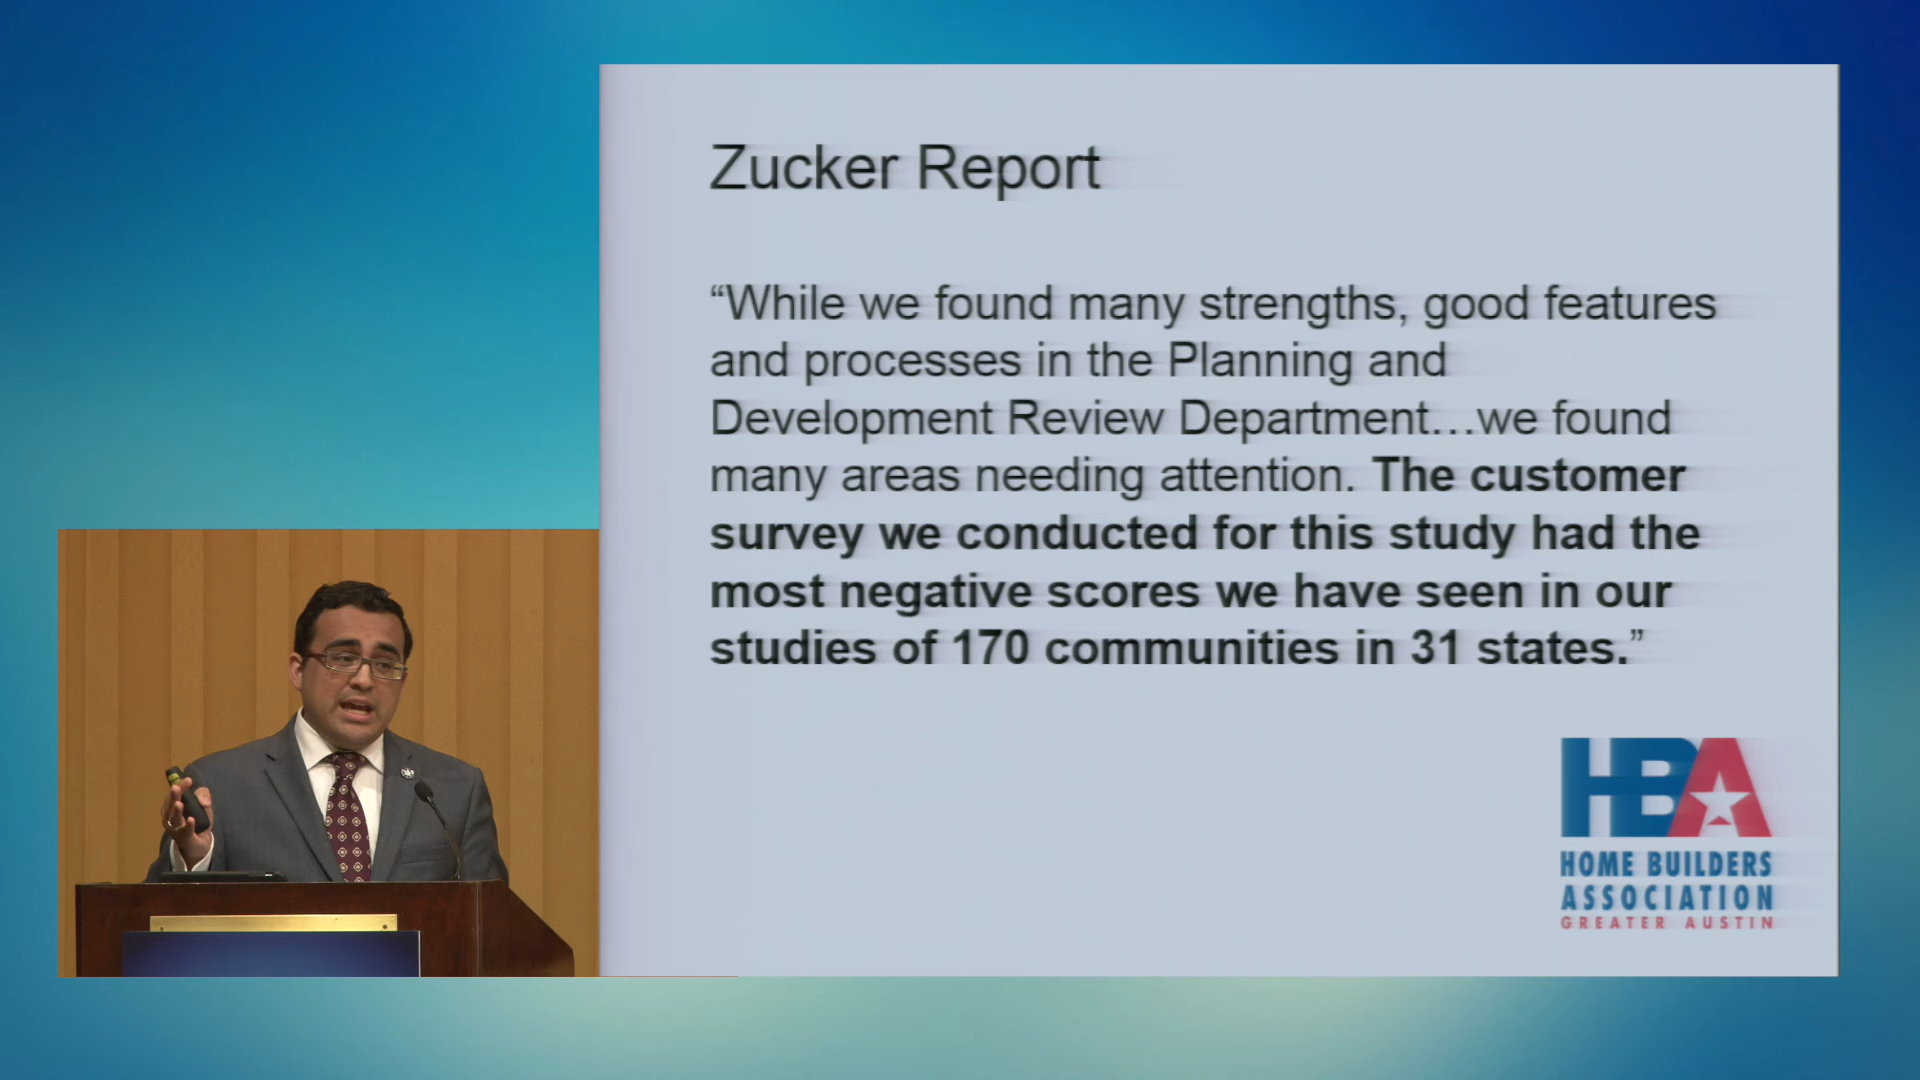 Zucker Report
“While we found many strengths, good features
and processes in the Planning and
Development Review Department…we found
many areas needing attention. The customer
survey we conducted for this study had the
most negative scores we have seen in our
studies of 170 communities in 31 states.”
HBA
HOME BUILDERS
ASSOCIATION
GREATER AUSTIN